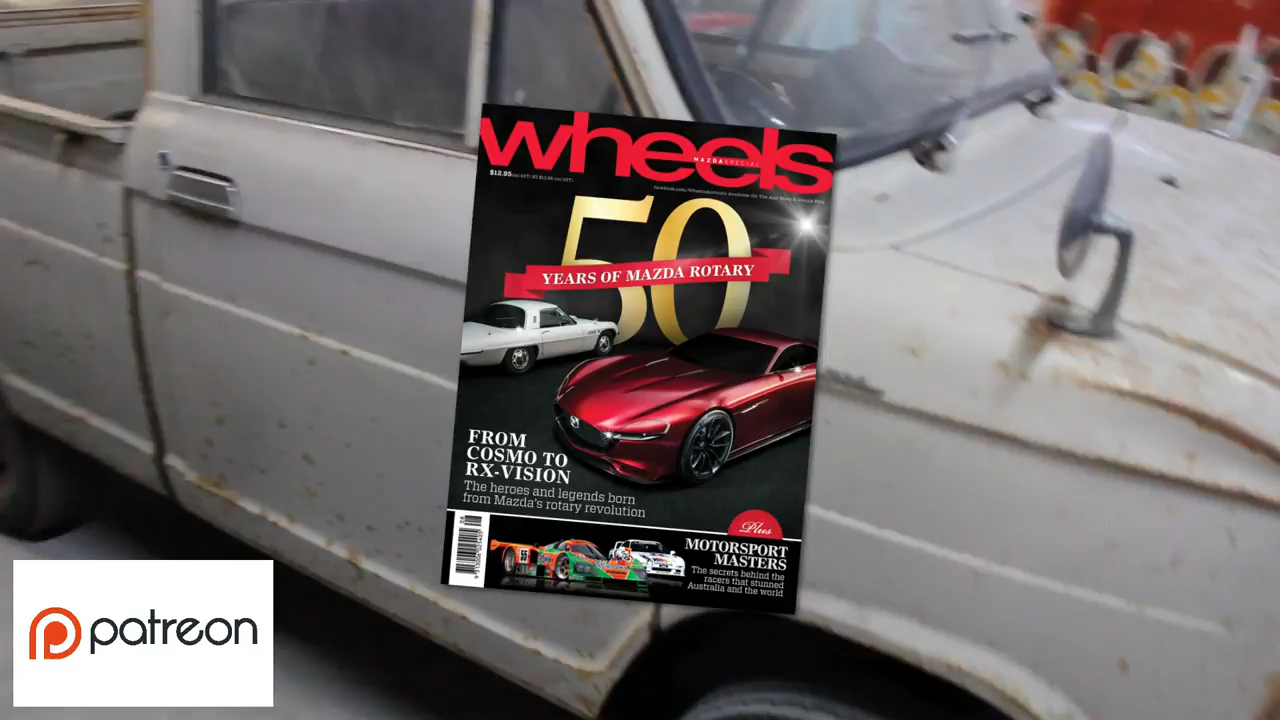 wheels
MAZDA SPECIAL
$12.95
50
YEARS OF MAZDA ROTARY
FROM
COSMO TO
RX-VISION
The heroes and legends born
from Mazda's rotary revolution
Plus
MOTORSPORT
MASTERS
The secrets behind the
racers that stunned
Australia and the world
55
patreon